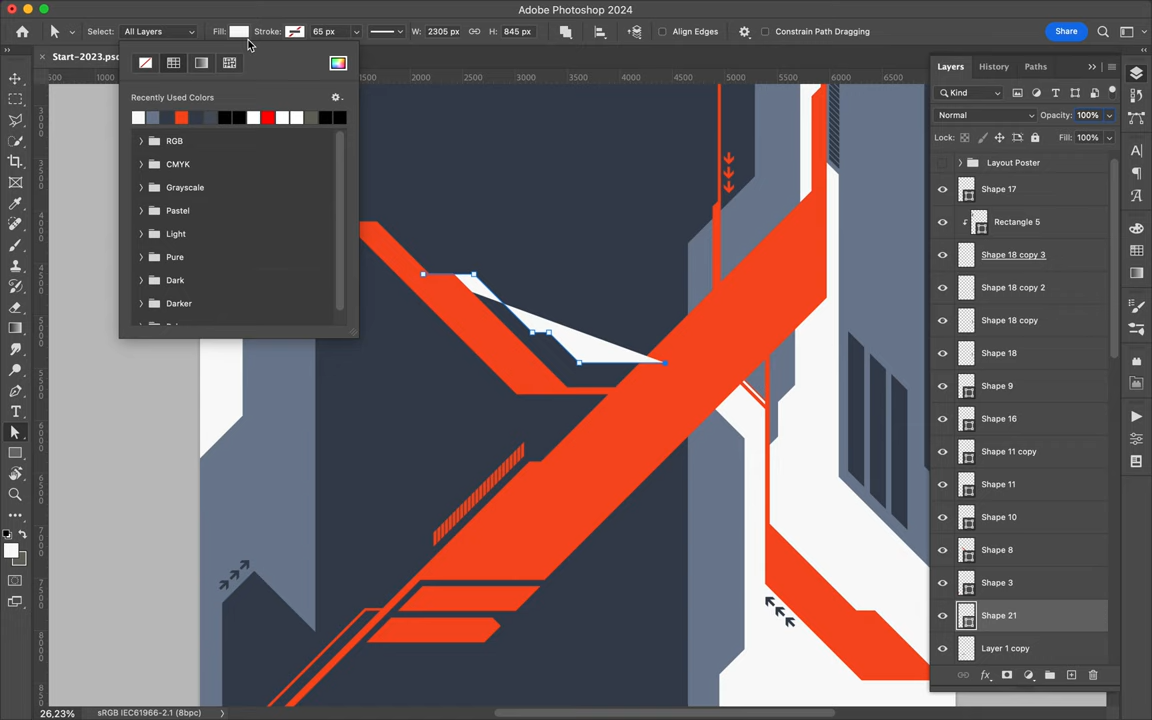 Adobe Photoshop 2024
Select: All Layers Fill: Stroke: 65 px W: 2305 px H: 845 px Align Edges Constrain Path Dragging Share
Start-2023.psd
500 3500 4000 4500 5000 5500 6000 6500 7000
Recently Used Colors
RGB
CMYK
Grayscale
Pastel
Light
Pure
Dark
Darker
Layers History Paths
Kind
Normal Opacity: 100%
Lock: Fill: 100%
Layout Poster
Shape 17
Rectangle 5
Shape 18 copy 3
Shape 18 copy 2
Shape 18 copy
Shape 18
Shape 9
Shape 16
Shape 11 copy
Shape 11
Shape 10
Shape 8
Shape 3
Shape 21
Layer 1 copy
fx
26,23% sRGB IEC61966-2.1 (8bpc)